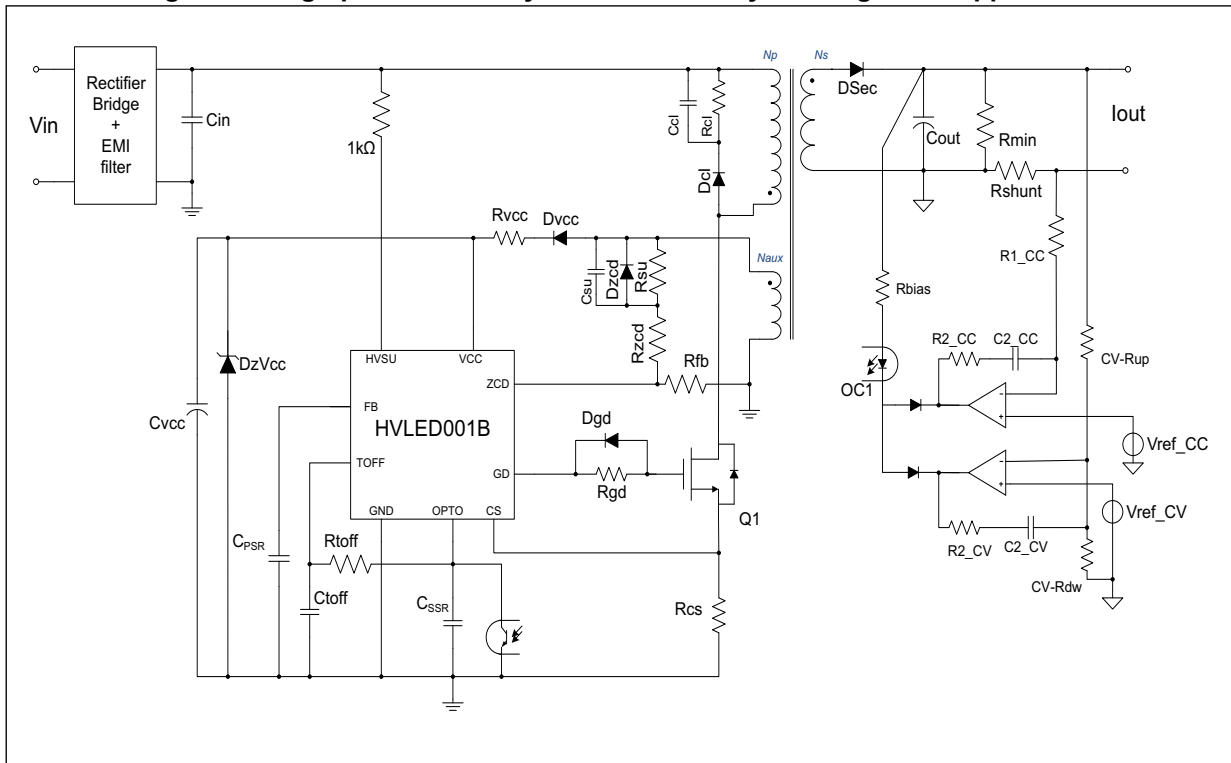 Np
Ns
Rectifier
Bridge
+
EMI
filter
Vin
Cin
1kΩ
Ccl
Rcl
Dcl
DSec
Cout
Rmin
Rshunt
Iout
Rvcc
Dvcc
Csu
Dzcd
Rsu
Naux
R1_CC
Rbias
Rzcd
Rfb
DzVcc
Cvcc
HVSU
VCC
ZCD
FB
HVLED001B
TOFF
GD
GND
OPTO
CS
Dgd
Rgd
Q1
R2_CC
C2_CC
OC1
CV-Rup
-
+
Vref_CC
-
+
Vref_CV
R2_CV
C2_CV
CV-Rdw
CPSR
Rtoff
Ctoff
CSSR
Rcs